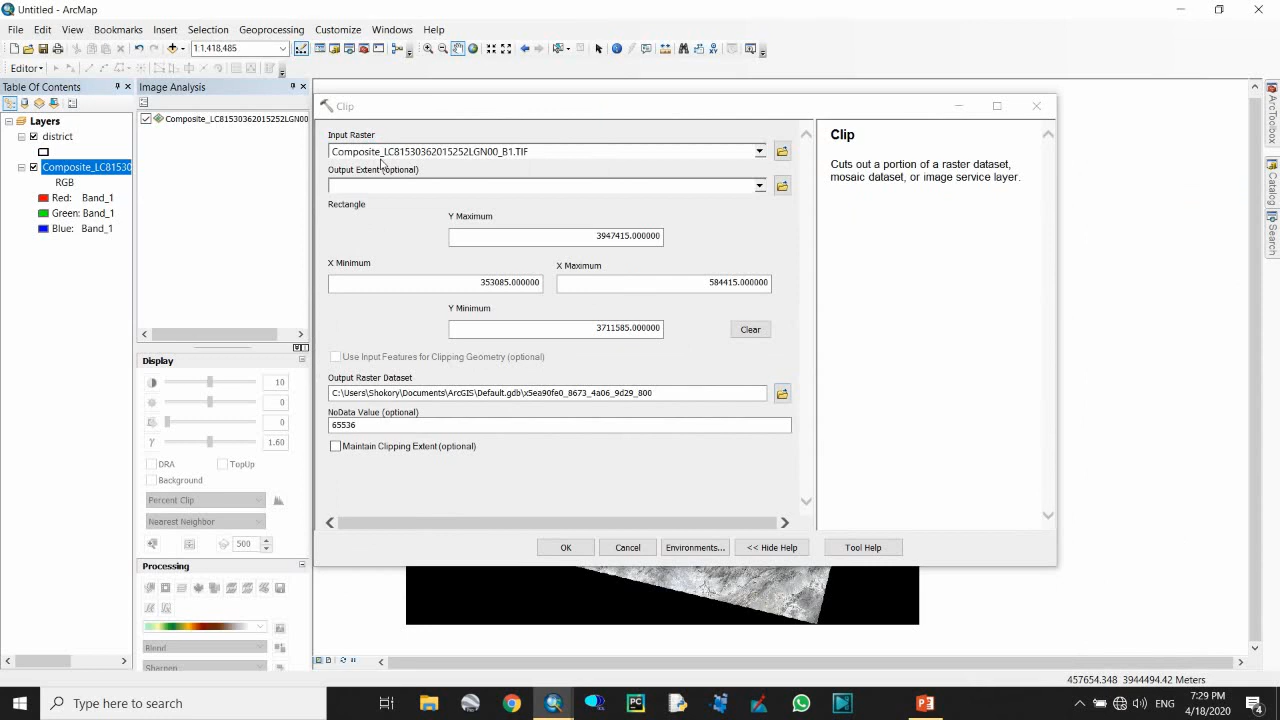 Untitled - ArcMap
File Edit View Bookmarks Insert Selection Geoprocessing Customize Windows Help
1:1,418,485
Editor
Table Of Contents
Layers
district
Composite_LC81530
RGB
Red: Band_1
Green: Band_1
Blue: Band_1
Image Analysis
Composite_LC81530362015252LGN00
Display
10
0
0
1.60
DRA
TopUp
Background
Percent Clip
Nearest Neighbor
500
Processing
Blend
Sharpen
Clip
Input Raster
Composite_LC81530362015252LGN00_B1.TIF
Output Extent (optional)
Rectangle
Y Maximum
3947415.000000
X Minimum
X Maximum
353085.000000
584415.000000
Y Minimum
3711585.000000
Clear
Use Input Features for Clipping Geometry (optional)
Output Raster Dataset
C:\Users\Shokory\Documents\ArcGIS\Default.gdb\x5ea90fe0_8673_4a06_9d29_800
NoData Value (optional)
65536
Maintain Clipping Extent (optional)
OK
Cancel
Environments...
<< Hide Help
Tool Help
Clip
Cuts out a portion of a raster dataset,
mosaic dataset, or image service layer.
ArcToolbox
Catalog
Search
457654.348 3944494.42 Meters
Type here to search
ENG
7:29 PM
4/18/2020
4